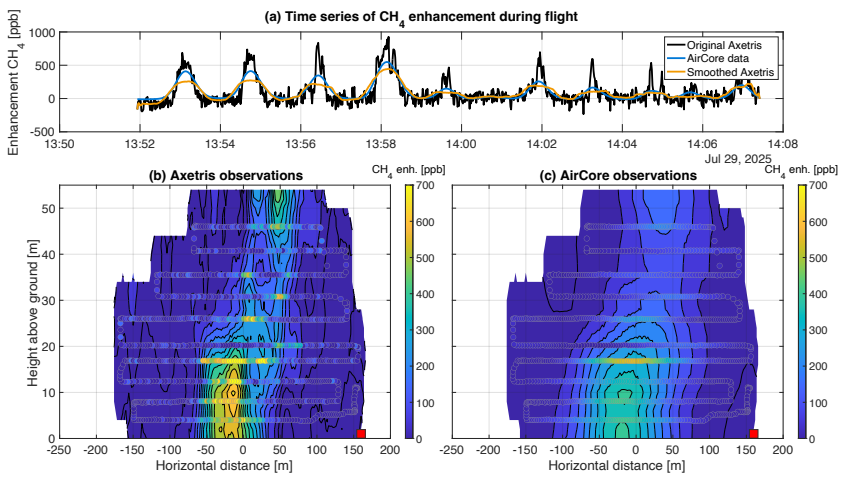 (a) Time series of CH4 enhancement during flight
Enhancement CH4 [ppb]
1000
500
0
-500
Original Axetris
AirCore data
Smoothed Axetris
13:50 13:52 13:54 13:56 13:58 14:00 14:02 14:04 14:06 14:08
Jul 29, 2025
(b) Axetris observations
CH4 enh. [ppb]
Height above ground [m]
50
40
30
20
10
0
-250 -200 -150 -100 -50 0 50 100 150 200
Horizontal distance [m]
700
600
500
400
300
200
100
0
(c) AirCore observations
CH4 enh. [ppb]
-250 -200 -150 -100 -50 0 50 100 150 200
Horizontal distance [m]
700
600
500
400
300
200
100
0